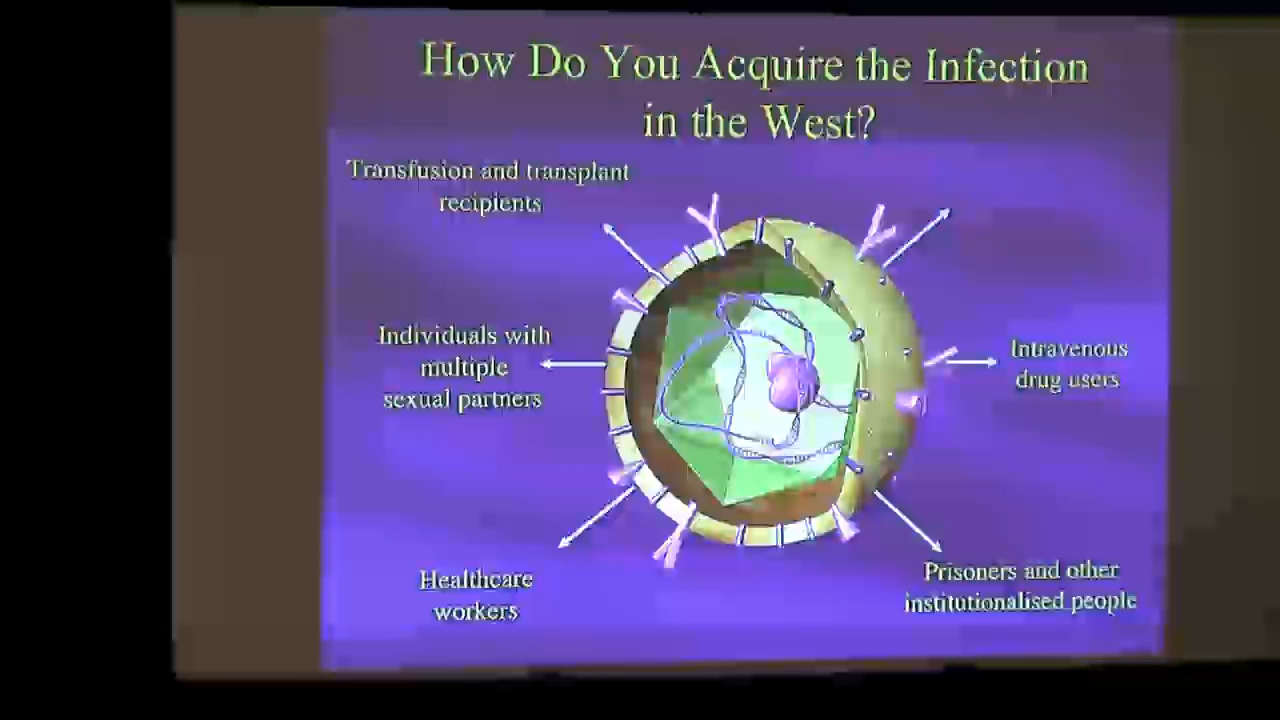 How Do You Acquire the Infection
in the West?
Transfusion and transplant
recipients
Individuals with
multiple
sexual partners
Intravenous
drug users
Healthcare
workers
Prisoners and other
institutionalised people